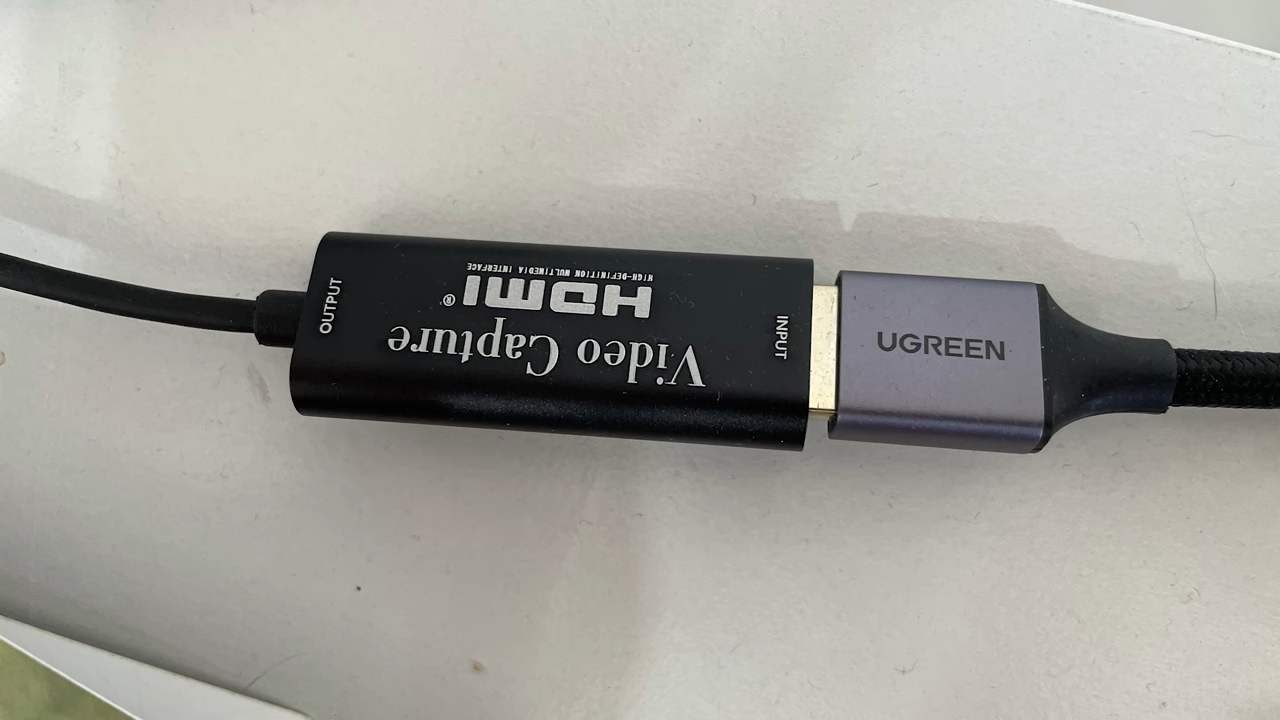 OUTPUT
Video Capture
HDMI®
HIGH-DEFINITION MULTIMEDIA INTERFACE
INPUT
UGREEN